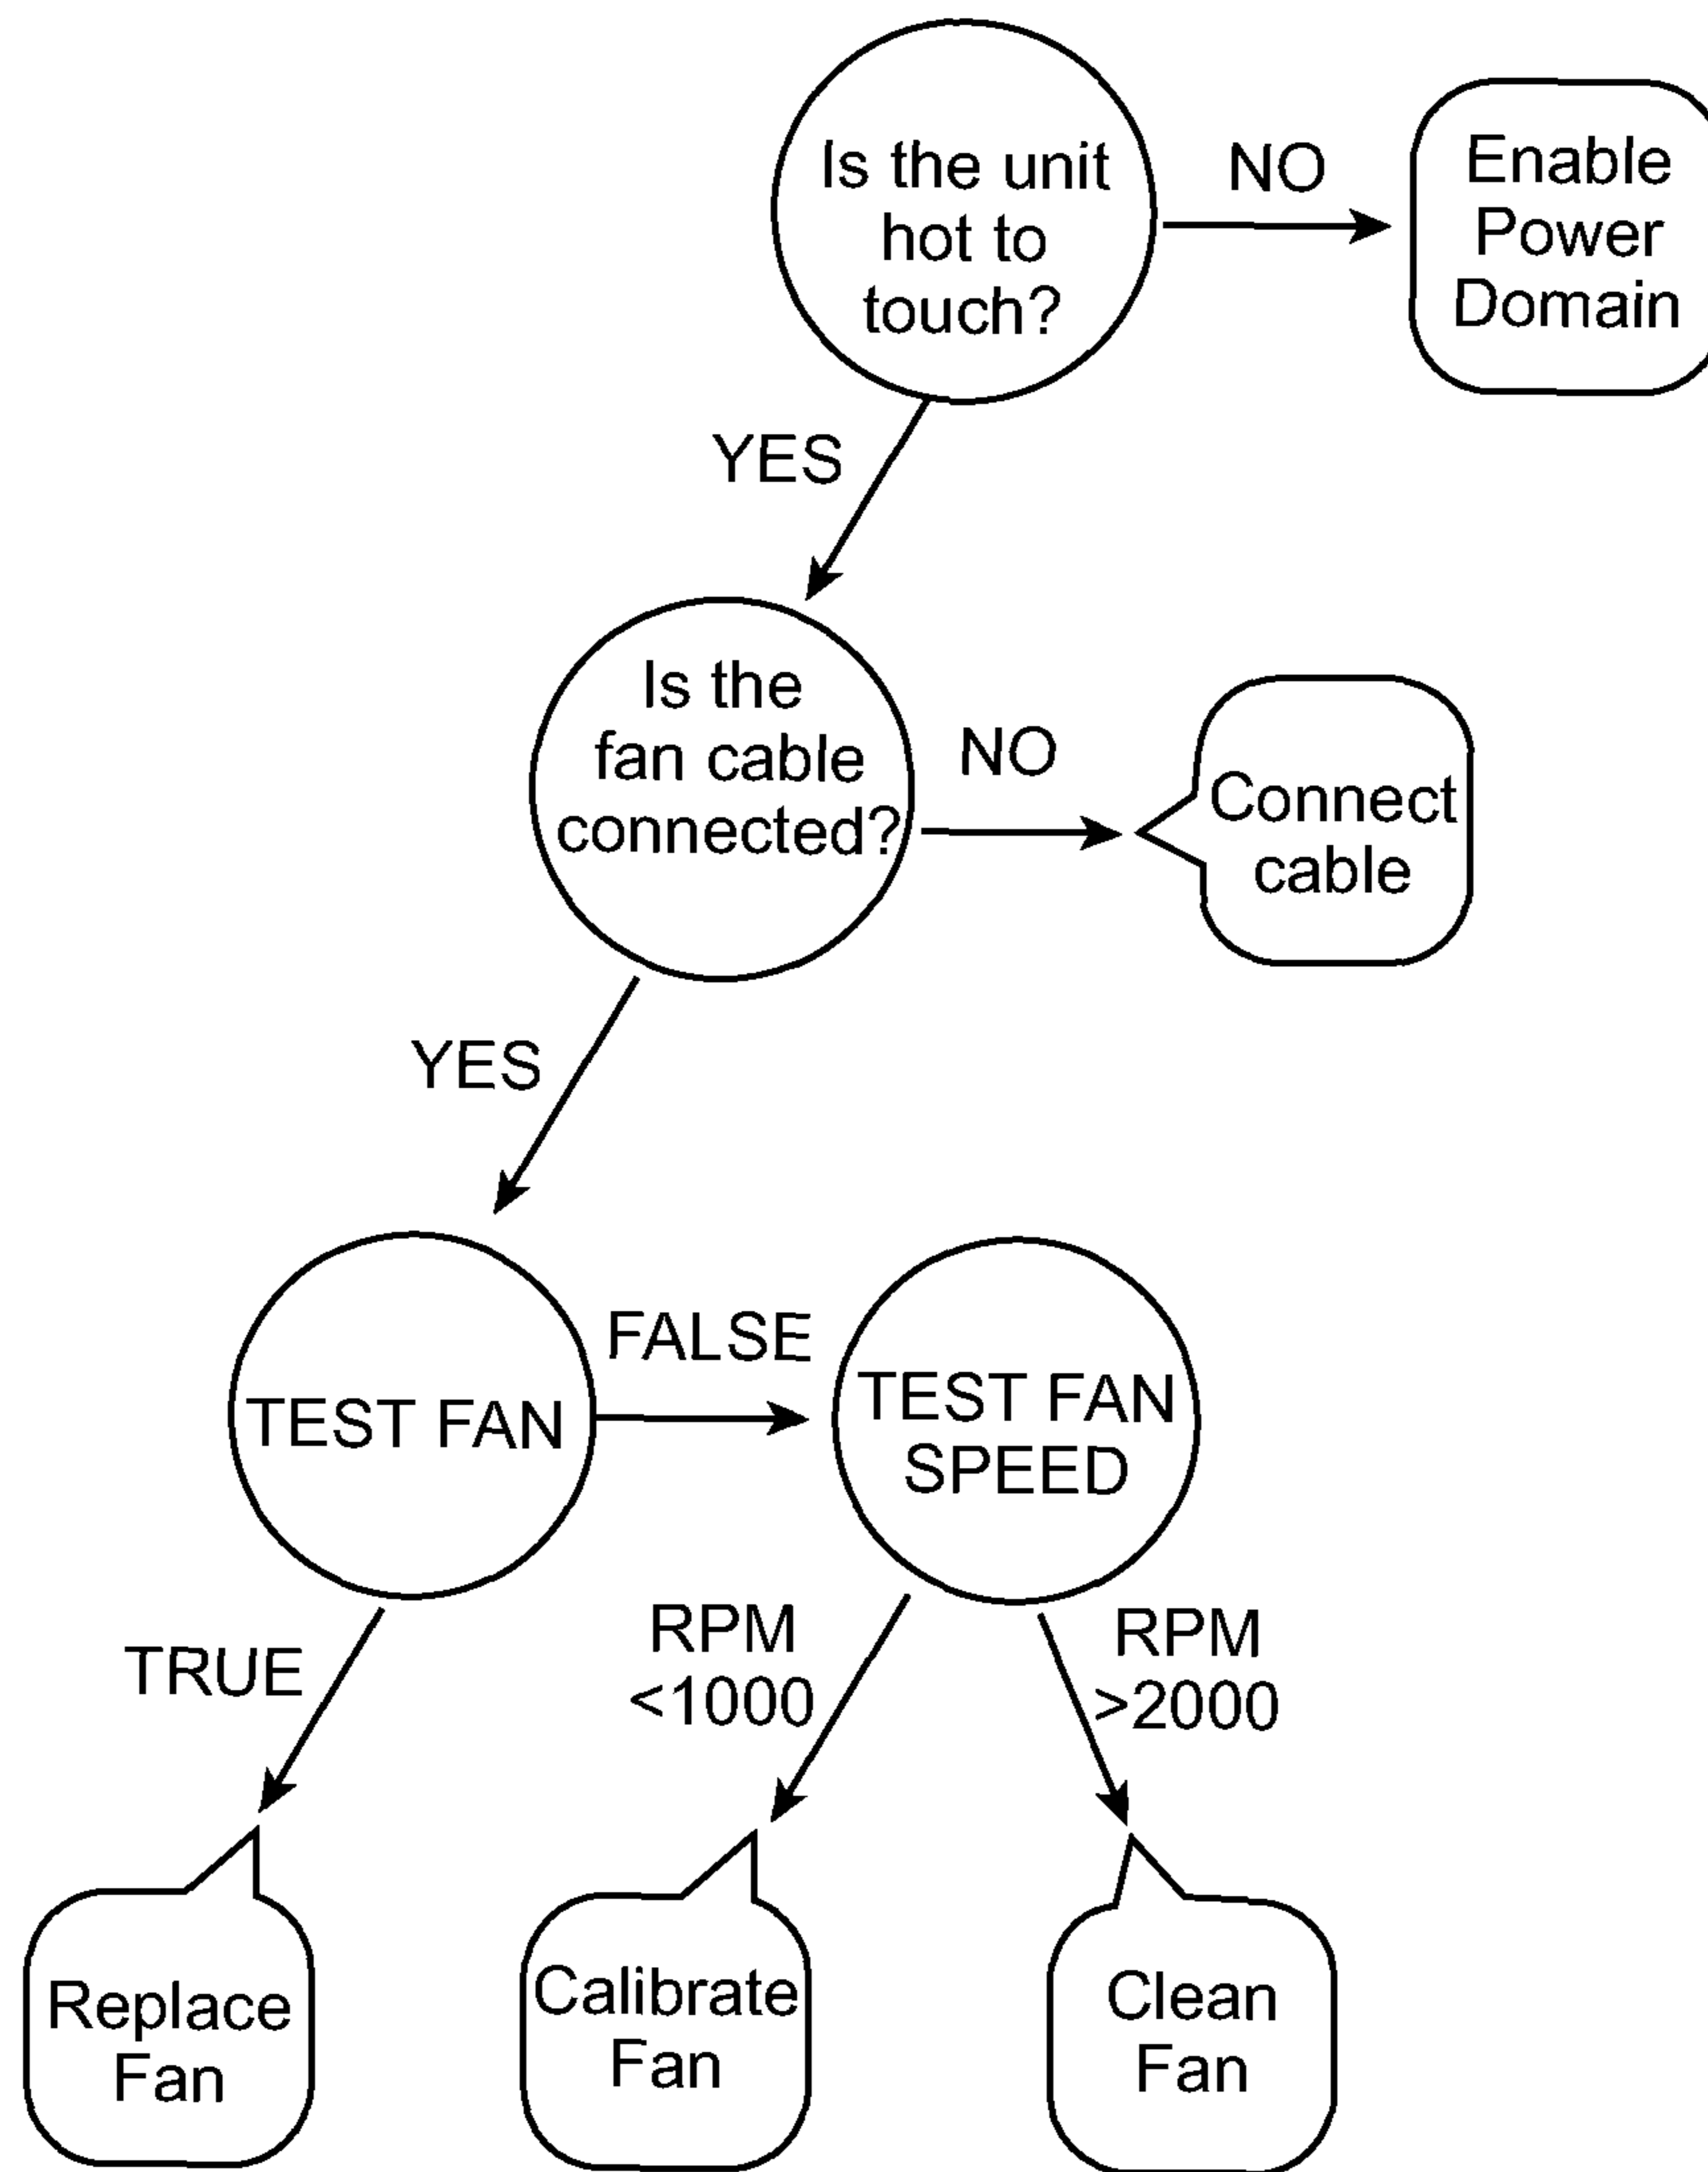 Is the unit
hot to
touch?
NO
Enable
Power
Domain
YES
Is the
fan cable
connected?
NO
Connect
cable
YES
TEST FAN
FALSE
TEST FAN
SPEED
TRUE
RPM
<1000
RPM
>2000
Replace
Fan
Calibrate
Fan
Clean
Fan